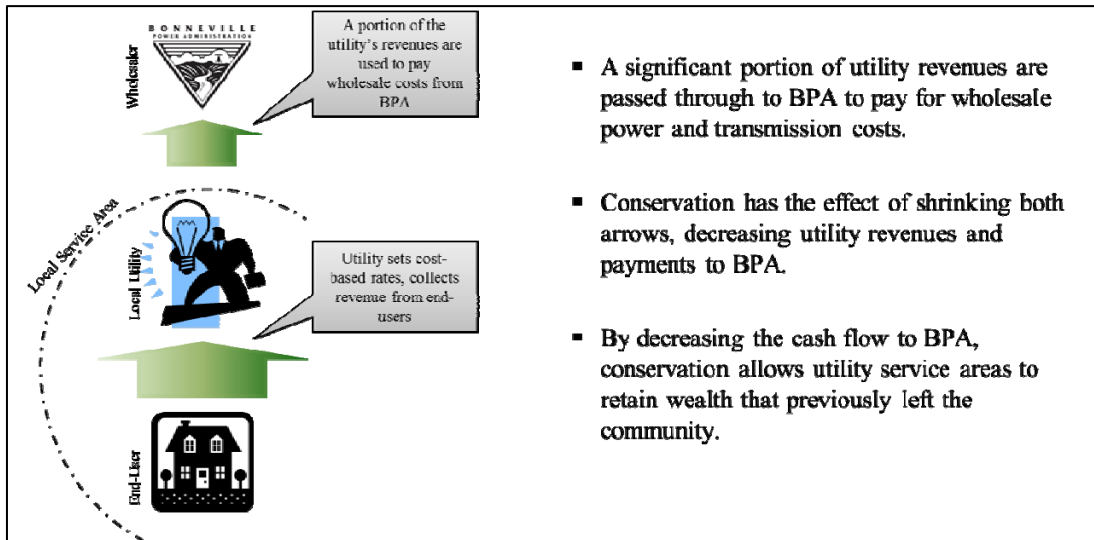 BONNEVILLE
POWER ADMINISTRATION
Wholesaler
A portion of the
utility's revenues are
used to pay
wholesale costs from
BPA
Local Service Area
Local Utility
Utility sets cost-
based rates, collects
revenue from end-
users
End-User
▪ A significant portion of utility revenues are
passed through to BPA to pay for wholesale
power and transmission costs.
▪ Conservation has the effect of shrinking both
arrows, decreasing utility revenues and
payments to BPA.
▪ By decreasing the cash flow to BPA,
conservation allows utility service areas to
retain wealth that previously left the
community.